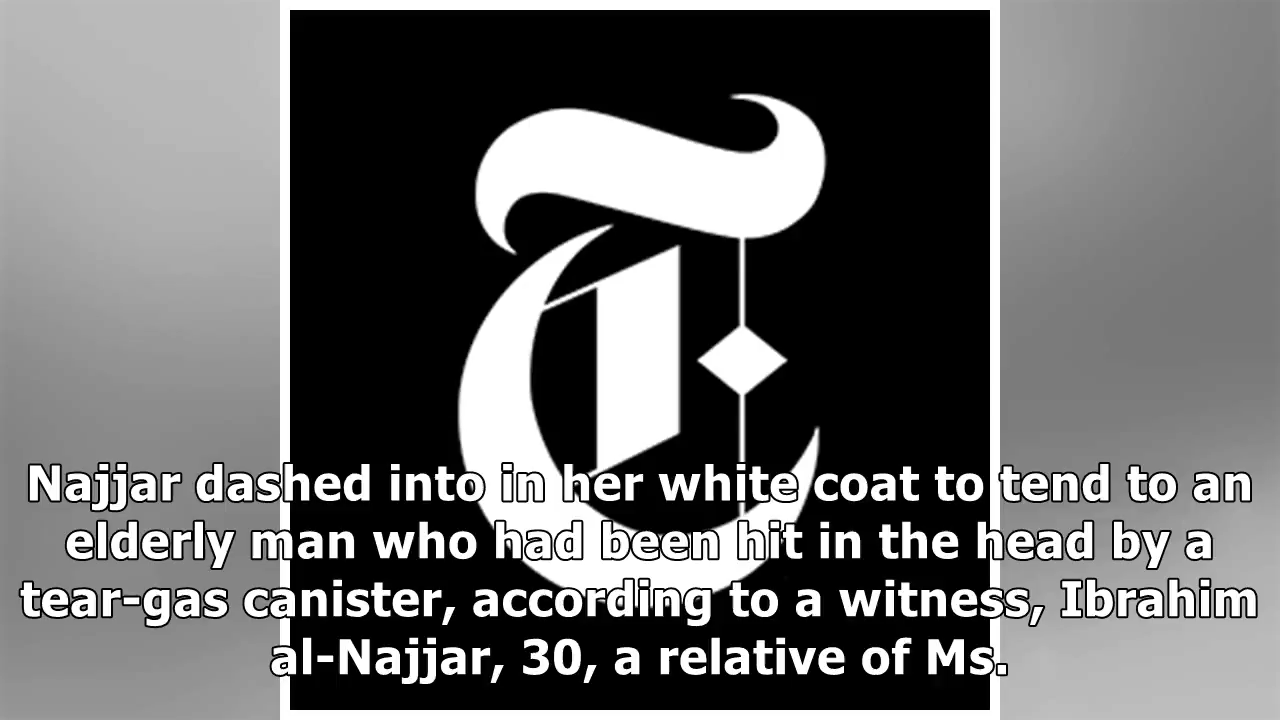 Najjar dashed into in her white coat to tend to an
elderly man who had been hit in the head by a
tear-gas canister, according to a witness, Ibrahim
al-Najjar, 30, a relative of Ms.